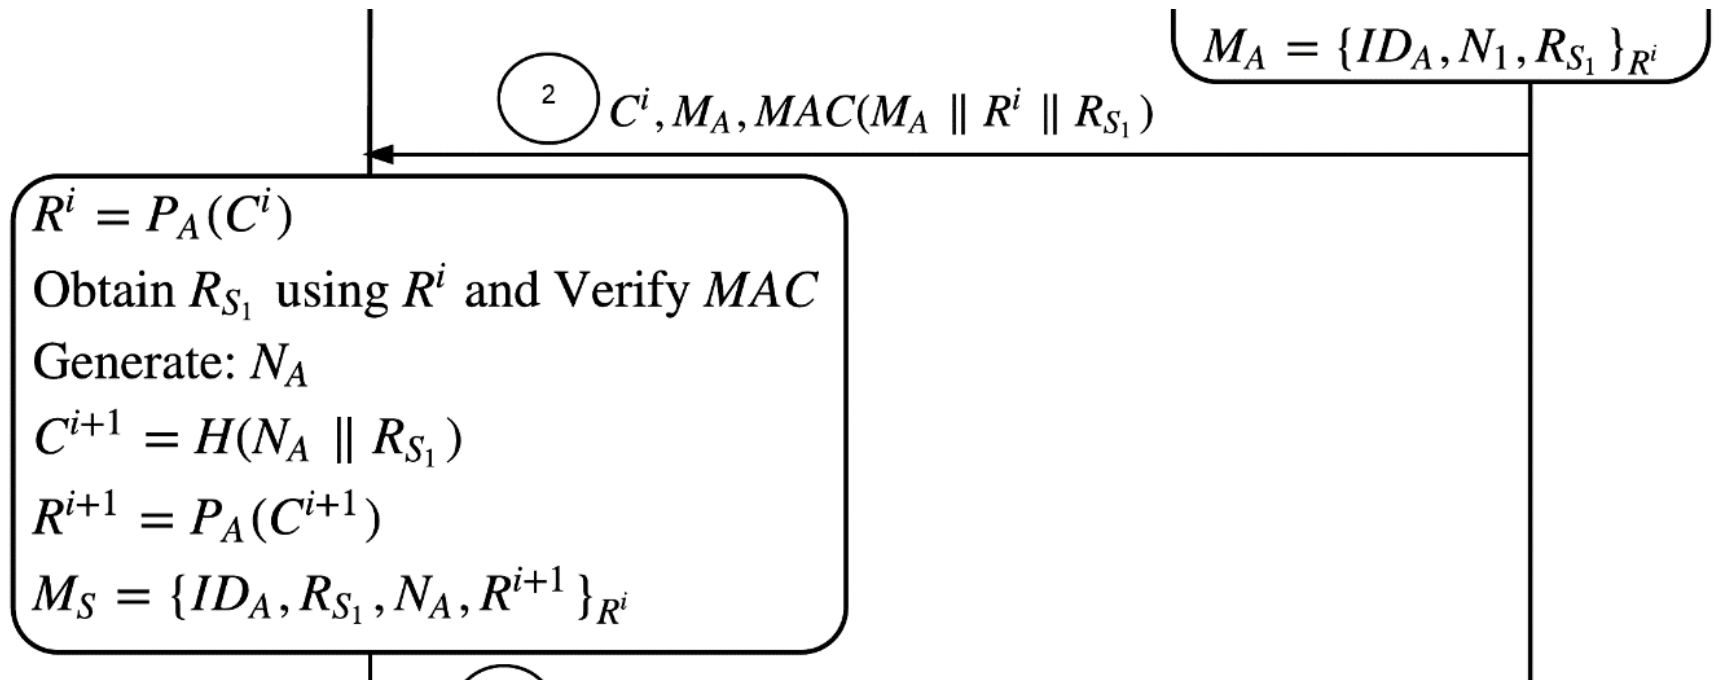 M_A = {ID_A, N_1, R_{S_1}}_{R^i}
2
C^i, M_A, MAC(M_A ∥ R^i ∥ R_{S_1})
R^i = P_A(C^i)
Obtain R_{S_1} using R^i and Verify MAC
Generate: N_A
C^{i+1} = H(N_A ∥ R_{S_1})
R^{i+1} = P_A(C^{i+1})
M_S = {ID_A, R_{S_1}, N_A, R^{i+1}}_{R^i}